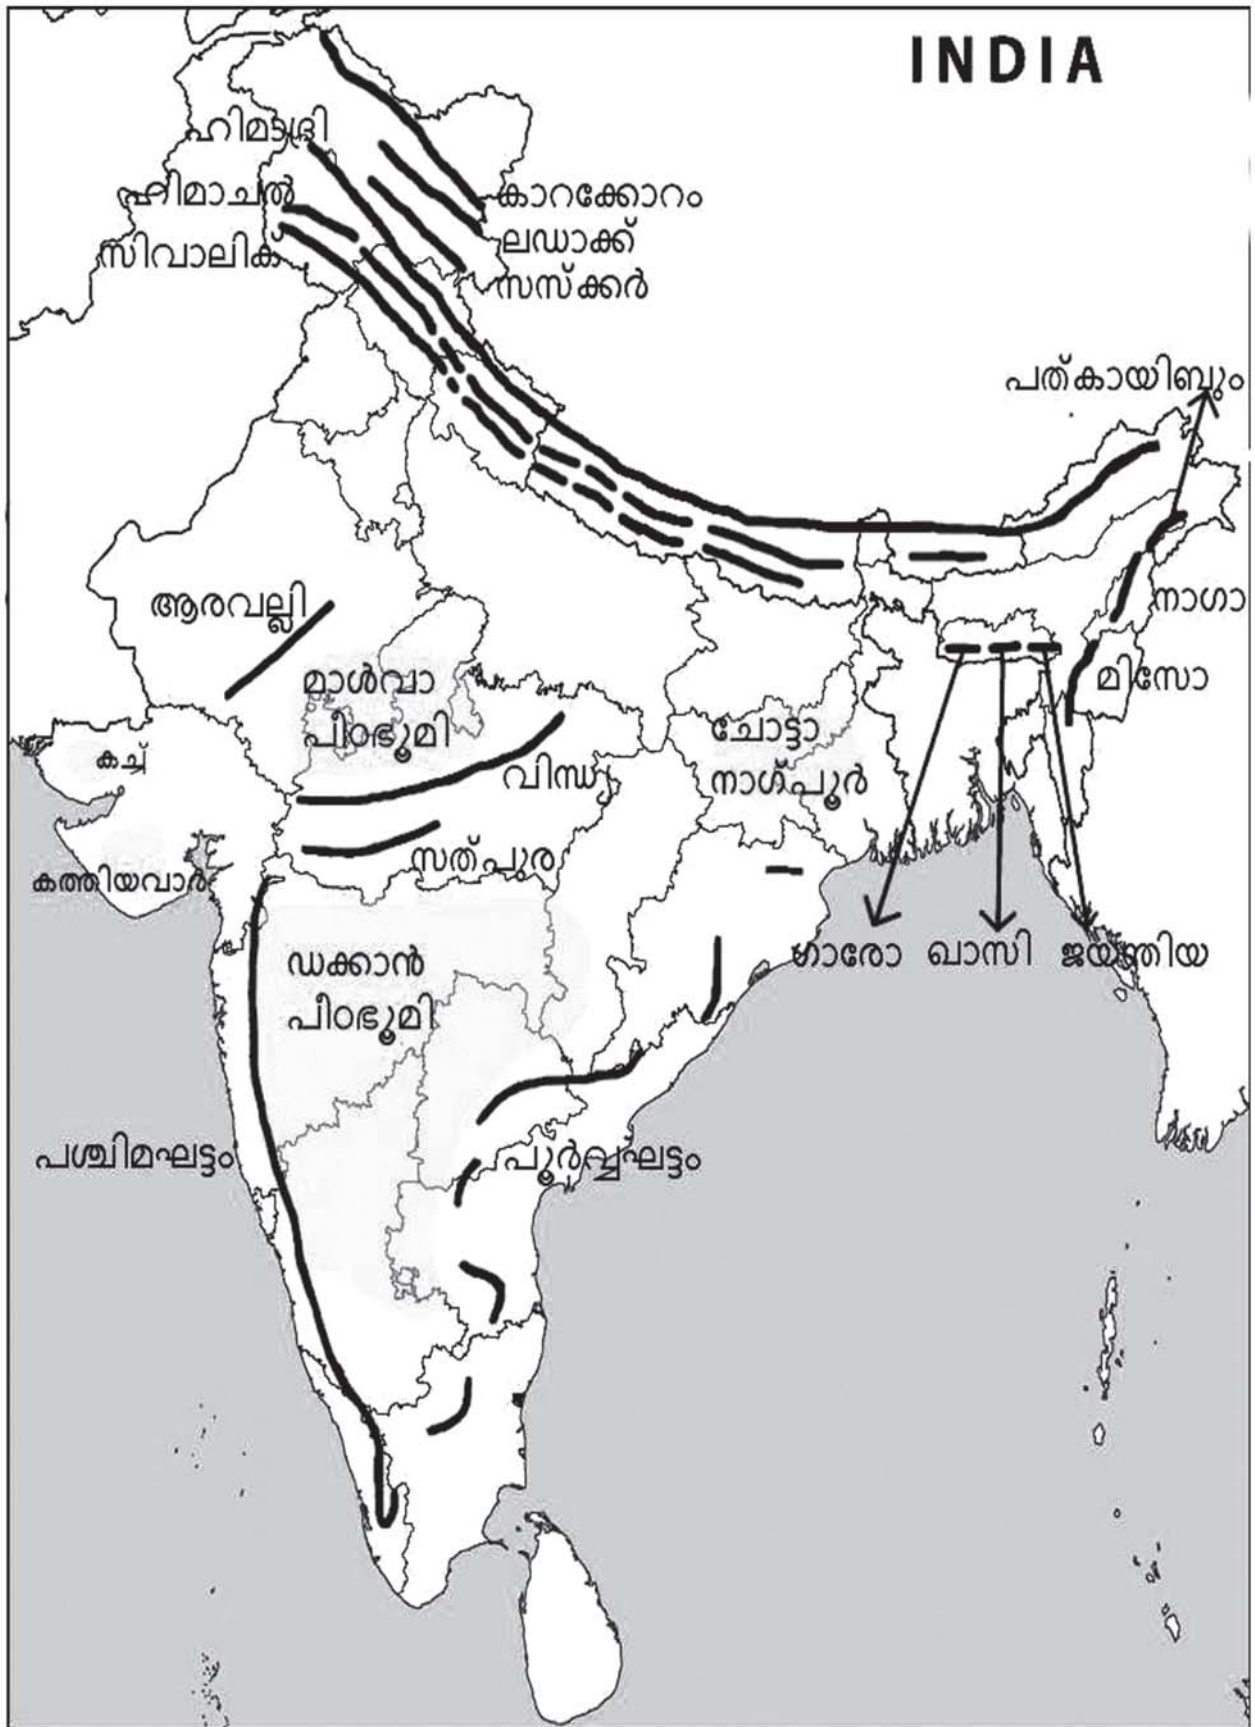 INDIA
ഹിമാദ്രി
ഹിമാചൽ
സിവാലിക്
കാറക്കോറം
ലഡാക്ക്
സസ്ക്കർ
പത്കായിബും
നാഗാ
മിസോ
ആരവല്ലി
മാൾവാ
പീഠഭൂമി
ചോട്ടാ
നാഗ്പൂർ
കച്ച്
വിന്ധ്യ
സത്പുര
കത്തിയവാർ
ഡക്കാൻ
പീഠഭൂമി
ഗാരോ ഖാസി ജയന്തിയ
പശ്ചിമഘട്ടം
പൂർവ്വഘട്ടം